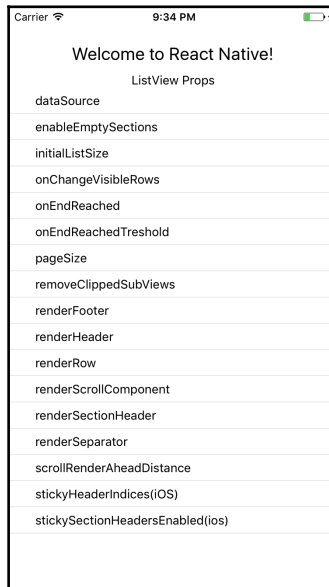 Carrier 9:34 PM
Welcome to React Native!
ListView Props
dataSource
enableEmptySections
initialListSize
onChangeVisibleRows
onEndReached
onEndReachedTreshold
pageSize
removeClippedSubViews
renderFooter
renderHeader
renderRow
renderScrollComponent
renderSectionHeader
renderSeparator
scrollRenderAheadDistance
stickyHeaderIndices(iOS)
stickySectionHeadersEnabled(ios)